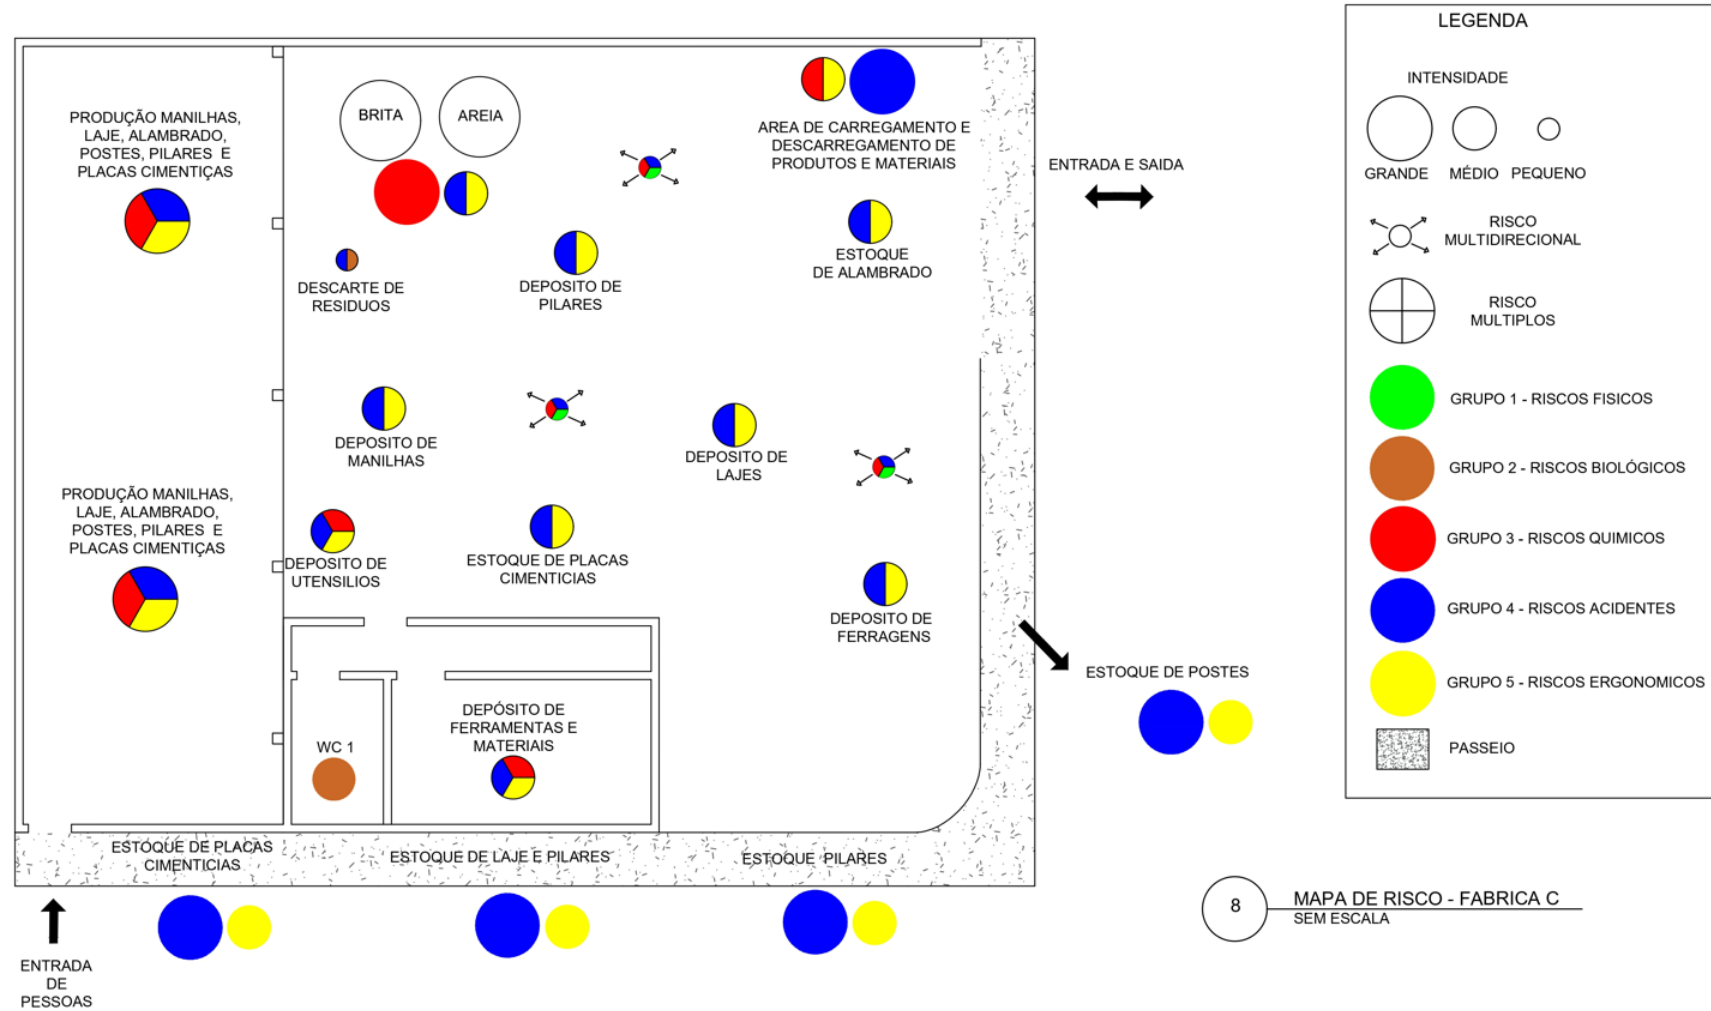 PRODUÇÃO MANILHAS,
LAJE, ALAMBRADO,
POSTES, PILARES E
PLACAS CIMENTIÇAS
BRITA
AREIA
AREA DE CARREGAMENTO E
DESCARREGAMENTO DE
PRODUTOS E MATERIAIS
ENTRADA E SAIDA
ESTOQUE
DE ALAMBRADO
DESCARTE DE
RESIDUOS
DEPOSITO DE
PILARES
DEPOSITO DE
MANILHAS
DEPOSITO DE
LAJES
PRODUÇÃO MANILHAS,
LAJE, ALAMBRADO,
POSTES, PILARES E
PLACAS CIMENTIÇAS
DEPOSITO DE
UTENSILIOS
ESTOQUE DE PLACAS
CIMENTICIAS
DEPOSITO DE
FERRAGENS
ESTOQUE DE POSTES
WC 1
DEPÓSITO DE
FERRAMENTAS E
MATERIAIS
ESTOQUE DE PLACAS
CIMENTICIAS
ESTOQUE DE LAJE E PILARES
ESTOQUE PILARES
ENTRADA
DE
PESSOAS
LEGENDA
INTENSIDADE
GRANDE MÉDIO PEQUENO
RISCO
MULTIDIRECIONAL
RISCO
MULTIPLOS
GRUPO 1 - RISCOS FISICOS
GRUPO 2 - RISCOS BIOLÓGICOS
GRUPO 3 - RISCOS QUIMICOS
GRUPO 4 - RISCOS ACIDENTES
GRUPO 5 - RISCOS ERGONOMICOS
PASSEIO
8
MAPA DE RISCO - FABRICA C
SEM ESCALA